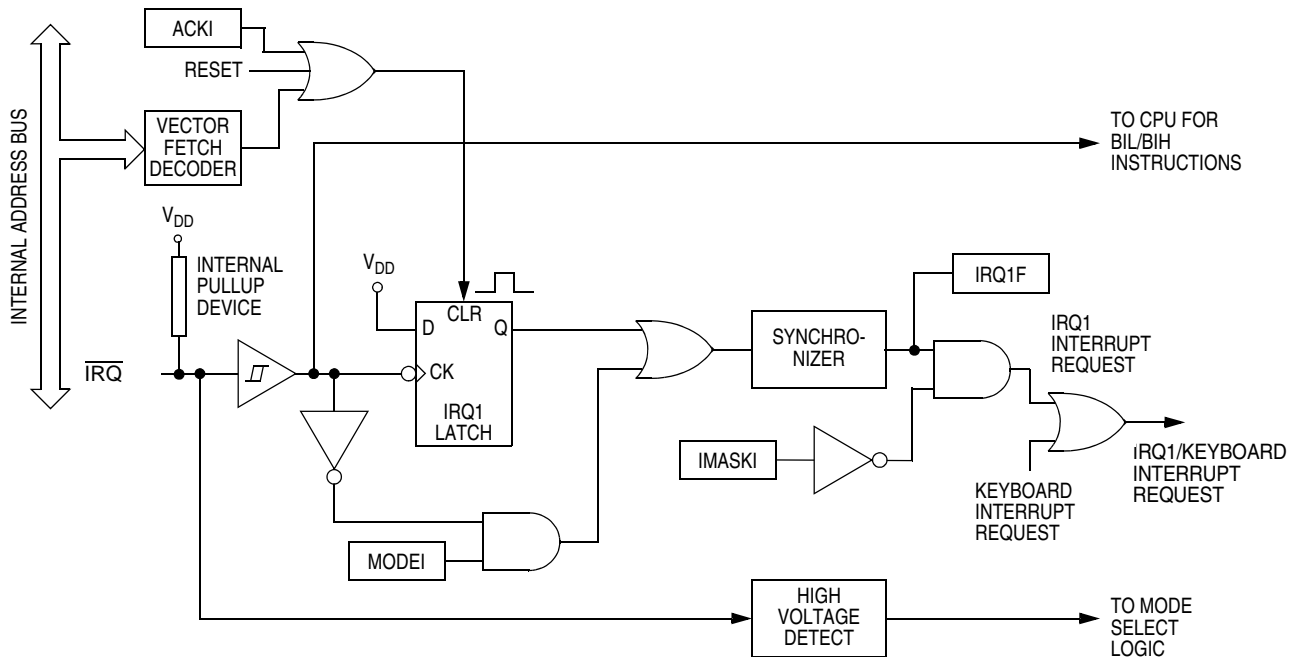 ACKI
RESET
INTERNAL ADDRESS BUS
VECTOR
FETCH
DECODER
TO CPU FOR
BIL/BIH
INSTRUCTIONS
VDD
INTERNAL
PULLUP
DEVICE
VDD
D
CLR
Q
CK
IRQ1
LATCH
IRQ
SYNCHRO-
NIZER
IRQ1F
IRQ1
INTERRUPT
REQUEST
IMASKI
KEYBOARD
INTERRUPT
REQUEST
IRQ1/KEYBOARD
INTERRUPT
REQUEST
MODEI
HIGH
VOLTAGE
DETECT
TO MODE
SELECT
LOGIC